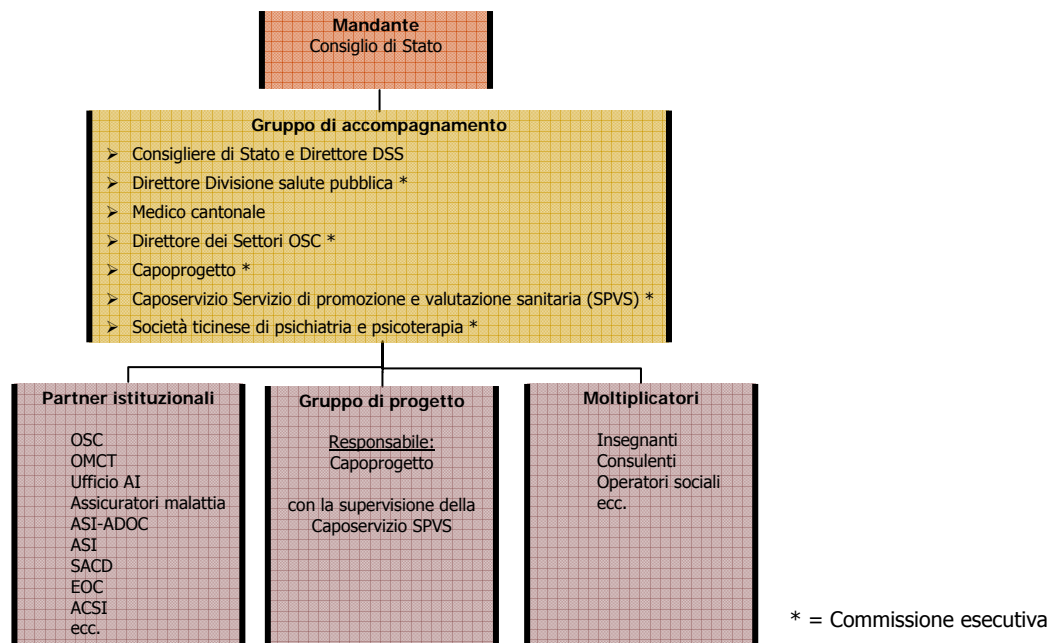 Mandante
Consiglio di Stato
Gruppo di accompagnamento
➢ Consigliere di Stato e Direttore DSS
➢ Direttore Divisione salute pubblica *
➢ Medico cantonale
➢ Direttore dei Settori OSC *
➢ Capoprogetto *
➢ Caposervizio Servizio di promozione e valutazione sanitaria (SPVS) *
➢ Società ticinese di psichiatria e psicoterapia *
Partner istituzionali
OSC
OMCT
Ufficio AI
Assicuratori malattia
ASI-ADOC
ASI
SACD
EOC
ACSI
ecc.
Gruppo di progetto
Responsabile:
Capoprogetto
con la supervisione della
Caposervizio SPVS
Moltiplicatori
Insegnanti
Consulenti
Operatori sociali
ecc.
* = Commissione esecutiva